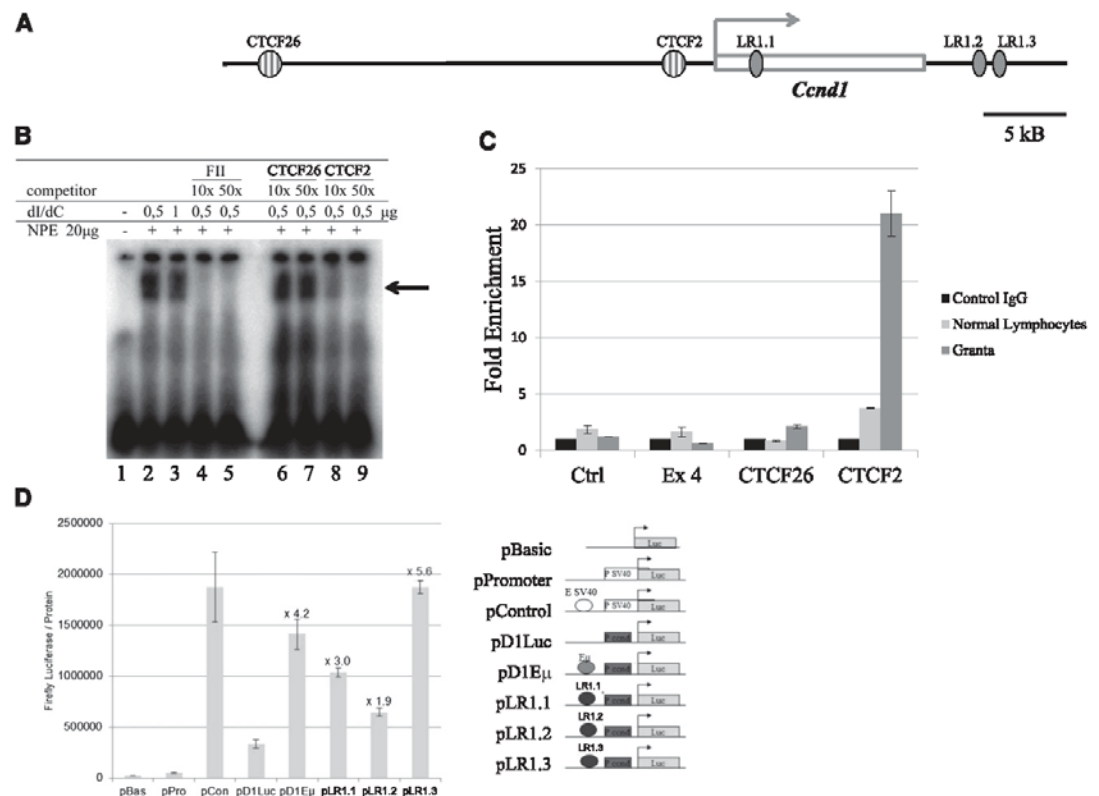 A
CTCF26
CTCF2
LR1.1
LR1.2
LR1.3
Ccnd1
5 kB
B
FII
CTCF26
CTCF2
competitor
10x 50x
10x 50x
10x 50x
dI/dC
- 0,5 1 0,5 0,5 0,5 0,5 0,5 0,5 µg
NPE 20µg
- + + + + + + + +
1 2 3 4 5 6 7 8 9
C
Fold Enrichment
25
20
15
10
5
0
Ctrl
Ex 4
CTCF26
CTCF2
Control IgG
Normal Lymphocytes
Granta
D
Firefly Luciferase / Protein
2500000
2000000
1500000
1000000
500000
0
x 4.2
x 3.0
x 1.9
x 5.6
pBas
pPro
pCon
pD1Luc
pD1Eµ
pLR1.1
pLR1.2
pLR1.3
pBasic
Luc
pPromoter
P SV40
Luc
E SV40
pControl
P SV40
Luc
pD1Luc
P ccnd
Luc
Eµ
pD1Eµ
P ccnd
Luc
LR1.1
pLR1.1
P ccnd
Luc
LR1.2
pLR1.2
P ccnd
Luc
LR1.3
pLR1.3
P ccnd
Luc